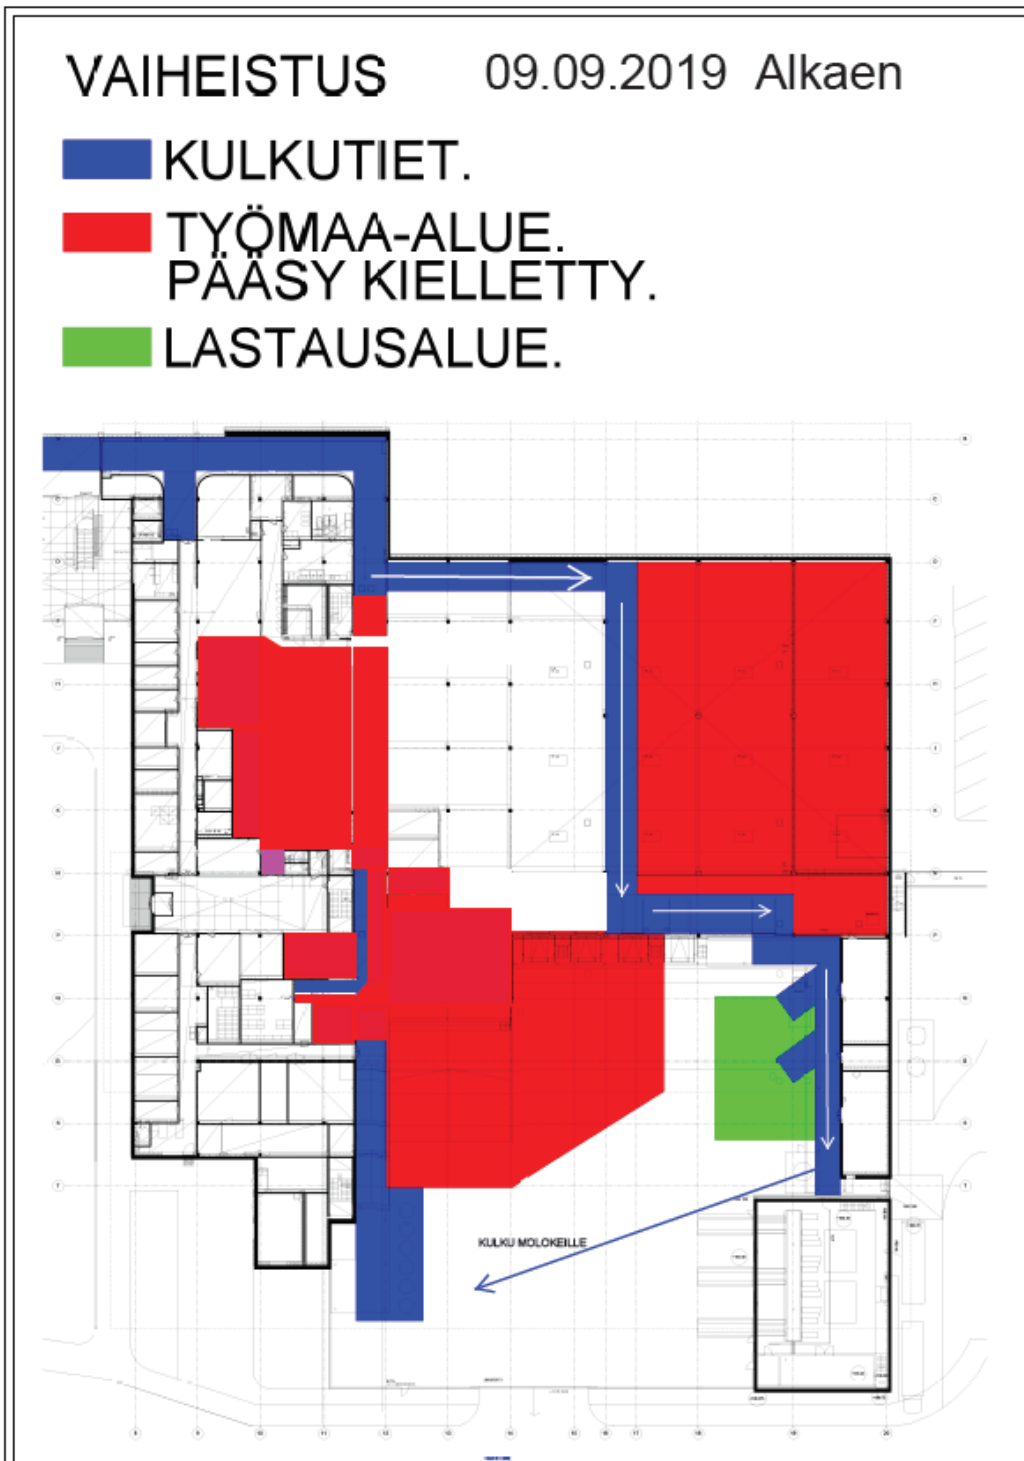 VAIHEISTUS 09.09.2019 Alkaen
KULKUTIET.
TYÖMAA-ALUE.
PÄÄSY KIELLETTY.
LASTAUSALUE.
KULKU MOLOKEILLE